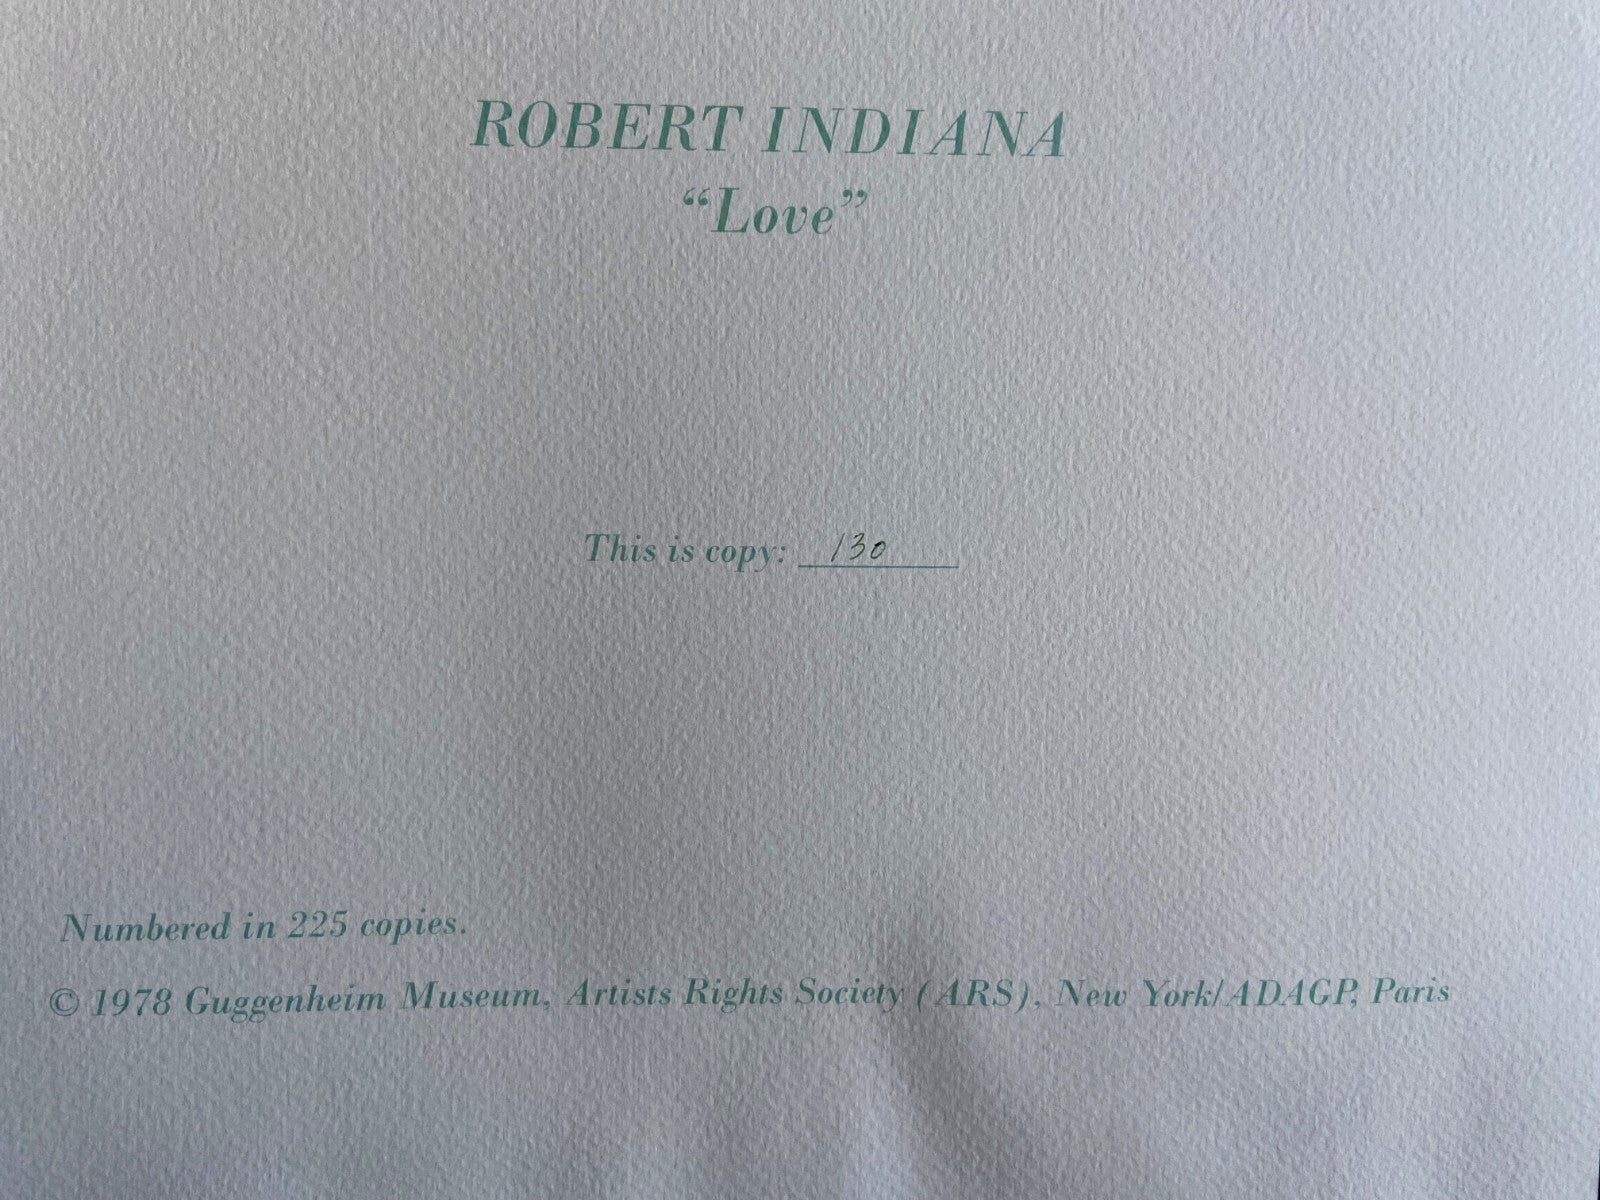 ROBERT INDIANA
“Love”
This is copy: 130
Numbered in 225 copies.
© 1978 Guggenheim Museum, Artists Rights Society (ARS), New York/ADAGP, Paris